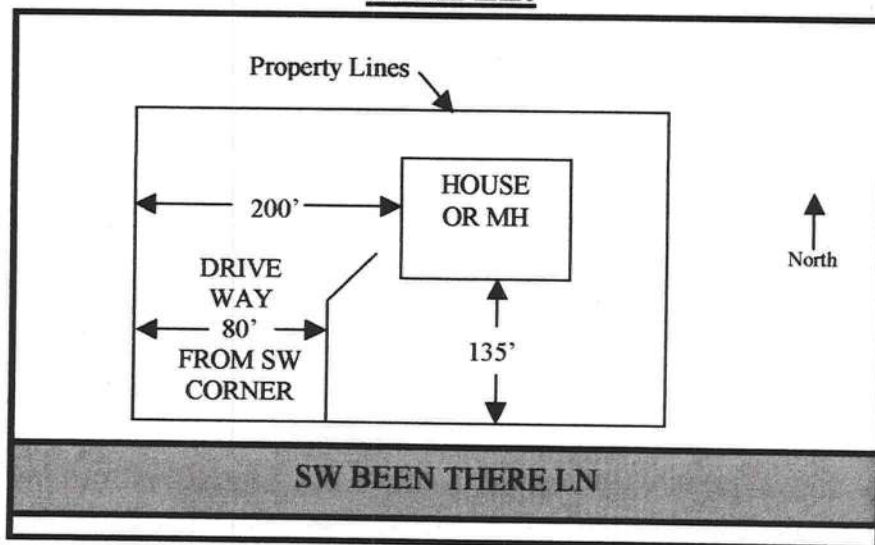 Property Lines
HOUSE
OR MH
200'
North
DRIVE
WAY
80'
FROM SW
CORNER
135'
SW BEEN THERE LN